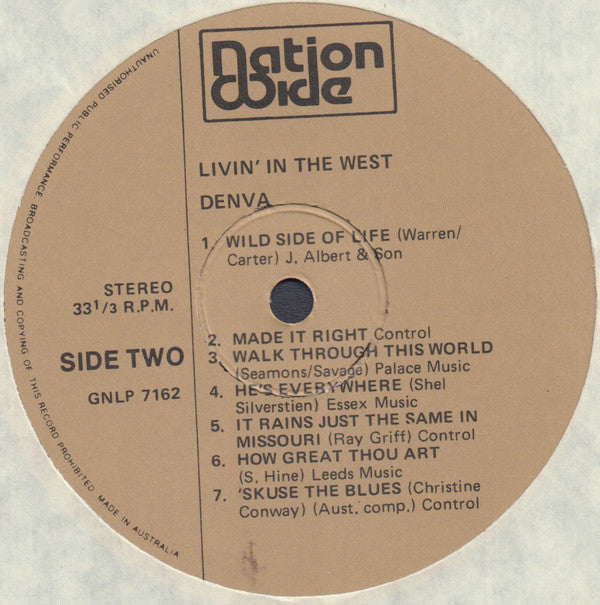 Nation
Wide
LIVIN' IN THE WEST
DENVA
1. WILD SIDE OF LIFE (Warren/
Carter) J. Albert & Son
STEREO
33 1/3 R.P.M.
SIDE TWO
GNLP 7162
2. MADE IT RIGHT Control
3. WALK THROUGH THIS WORLD
(Seamons/Savage) Palace Music
4. HE'S EVERYWHERE (Shel
Silverstien) Essex Music
5. IT RAINS JUST THE SAME IN
MISSOURI (Ray Griff) Control
6. HOW GREAT THOU ART
(S. Hine) Leeds Music
7. 'SKUSE THE BLUES (Christine
Conway) (Aust. comp.) Control
UNAUTHORISED PUBLIC PERFORMANCE BROADCASTING AND COPYING OF THIS RECORD PROHIBITED. MADE IN AUSTRALIA